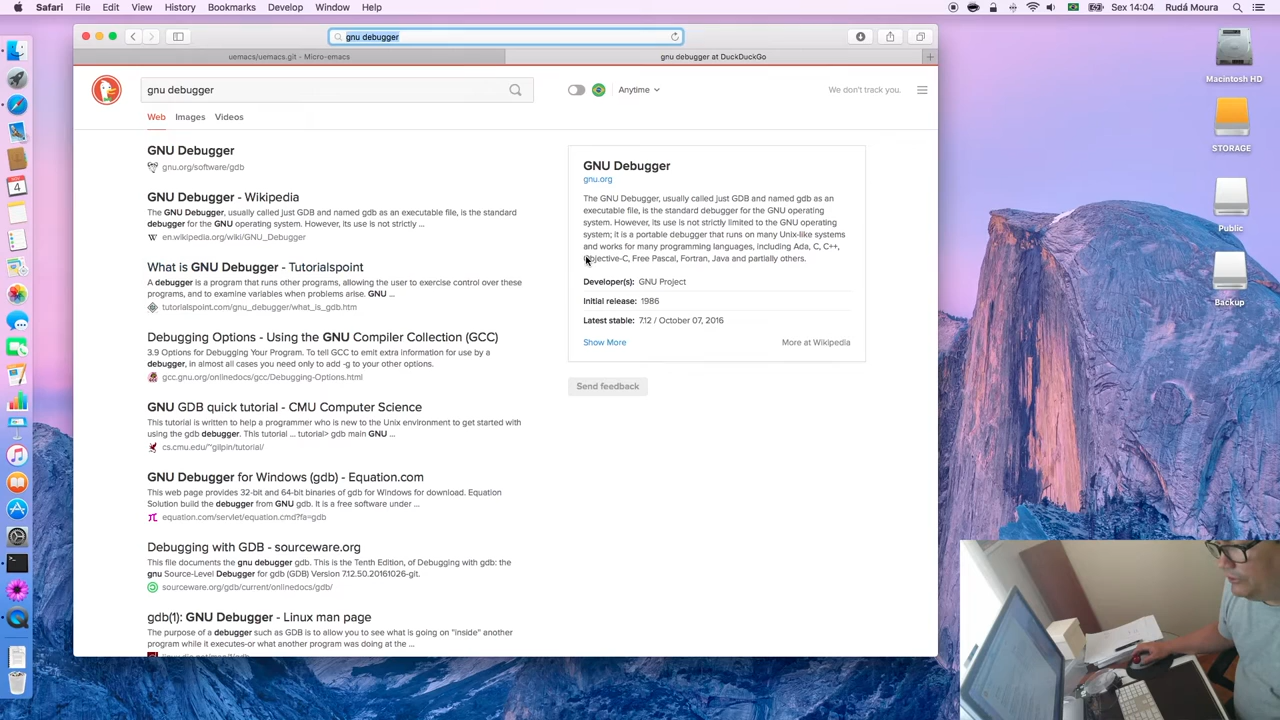 Safari File Edit View History Bookmarks Develop Window Help
Sex 14:04 Rudá Moura
gnu debugger
uemacs/uemacs.git - Micro-emacs
gnu debugger at DuckDuckGo
gnu debugger
Anytime
We don't track you.
Web Images Videos
GNU Debugger
gnu.org/software/gdb
GNU Debugger - Wikipedia
The GNU Debugger, usually called just GDB and named gdb as an executable file, is the standard
debugger for the GNU operating system. However, its use is not strictly limited to ...
en.wikipedia.org/wiki/GNU_Debugger
What is GNU Debugger - Tutorialspoint
A debugger is a program that runs other programs, allowing the user to exercise control over these
programs, and to examine variables when problems arise. GNU ...
tutorialspoint.com/gnu_debugger/what_is_gdb.htm
Debugging Options - Using the GNU Compiler Collection (GCC)
3.9 Options for Debugging Your Program. To tell GCC to emit extra information for use by a
debugger, in almost all cases you need only to add -g to your other options.
gcc.gnu.org/onlinedocs/gcc/Debugging-Options.html
GNU GDB quick tutorial - CMU Computer Science
This tutorial is written to help a programmer who is new to the Unix environment to get started with
using the gdb debugger. This tutorial ... tutorial> gdb main GNU ...
cs.cmu.edu/~gilpin/tutorial/
GNU Debugger for Windows (gdb) - Equation.com
This web page provides 32-bit and 64-bit binaries of gdb for Windows for download. Equation
Solution build the debugger from GNU gdb. It is a free software under ...
equation.com/servlet/equation.cmd?fa=gdb
Debugging with GDB - sourceware.org
This file documents the gnu debugger gdb. This is the Tenth Edition, of Debugging with gdb: the
gnu Source-Level Debugger for gdb (GDB) Version 7.12.50.20161026-git.
sourceware.org/gdb/current/onlinedocs/gdb/
gdb(1): GNU Debugger - Linux man page
The purpose of a debugger such as GDB is to allow you to see what is going on "inside" another
program while it executes-or what another program was doing at the ...
GNU Debugger
gnu.org
The GNU Debugger, usually called just GDB and named gdb as an
executable file, is the standard debugger for the GNU operating
system. However, its use is not strictly limited to the GNU operating
system; it is a portable debugger that runs on many Unix-like systems
and works for many programming languages, including Ada, C, C++,
Objective-C, Free Pascal, Fortran, Java and partially others.
Developer(s): GNU Project
Initial release: 1986
Latest stable: 7.12 / October 07, 2016
Show More
More at Wikipedia
Send feedback
Macintosh HD
STORAGE
Public
Backup